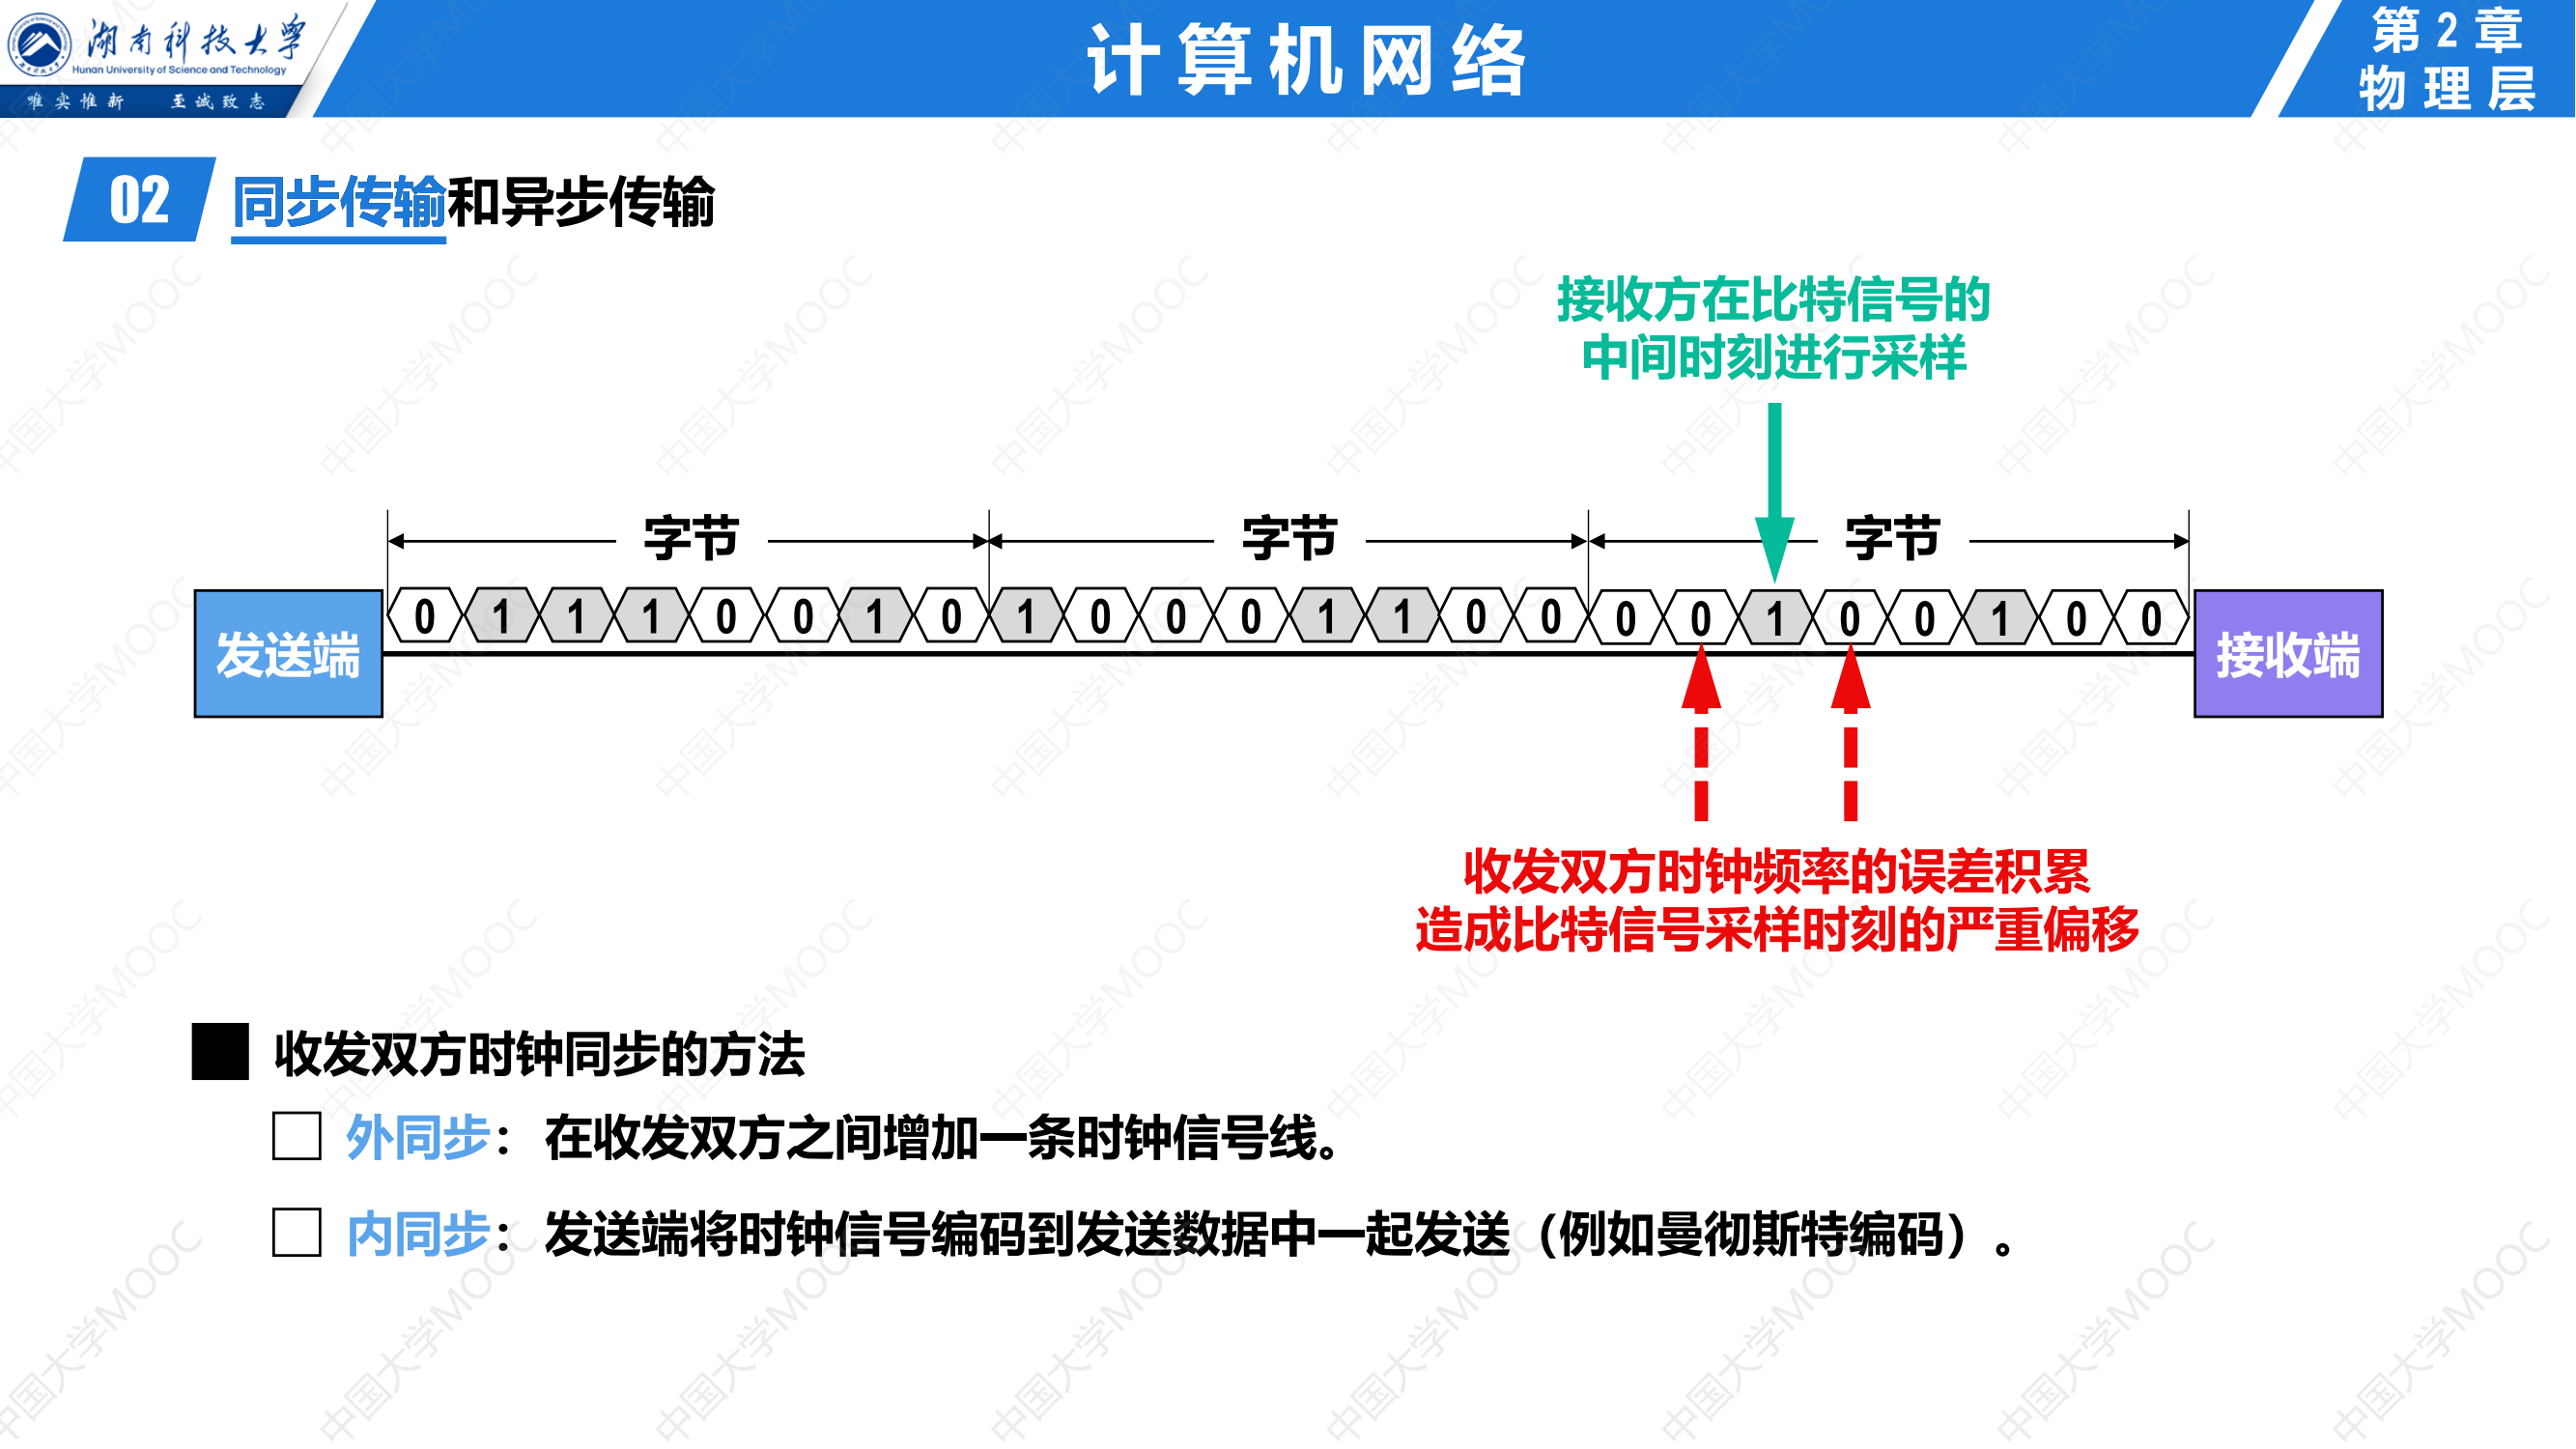 湖南科技大学
Hunan University of Science and Technology
唯实惟新 至诚致志
计算机网络
第2章
物理层
02 同步传输和异步传输
接收方在比特信号的
中间时刻进行采样
字节 字节 字节
发送端 0 1 1 1 0 0 1 0 1 0 0 0 1 1 0 0 0 0 1 0 0 1 0 0 接收端
收发双方时钟频率的误差积累
造成比特信号采样时刻的严重偏移
收发双方时钟同步的方法
外同步：在收发双方之间增加一条时钟信号线。
内同步：发送端将时钟信号编码到发送数据中一起发送（例如曼彻斯特编码）。
中国大学MOOC